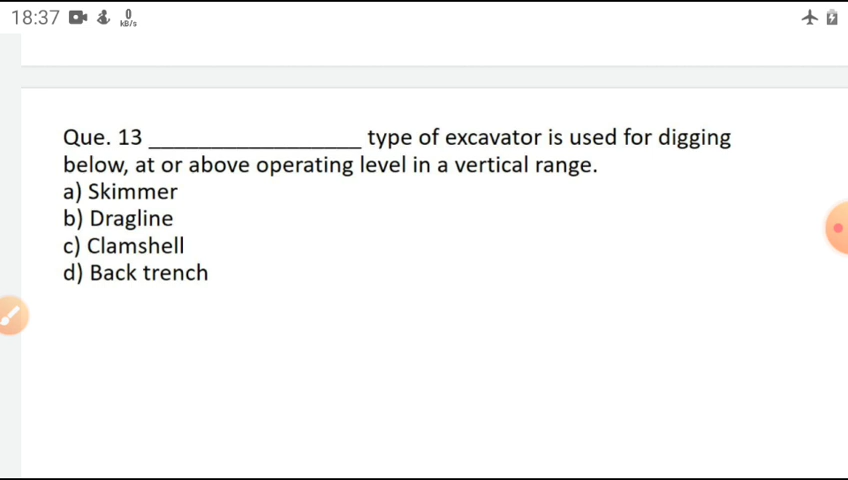 18:37 0 kB/s
Que. 13 __________________ type of excavator is used for digging
below, at or above operating level in a vertical range.
a) Skimmer
b) Dragline
c) Clamshell
d) Back trench